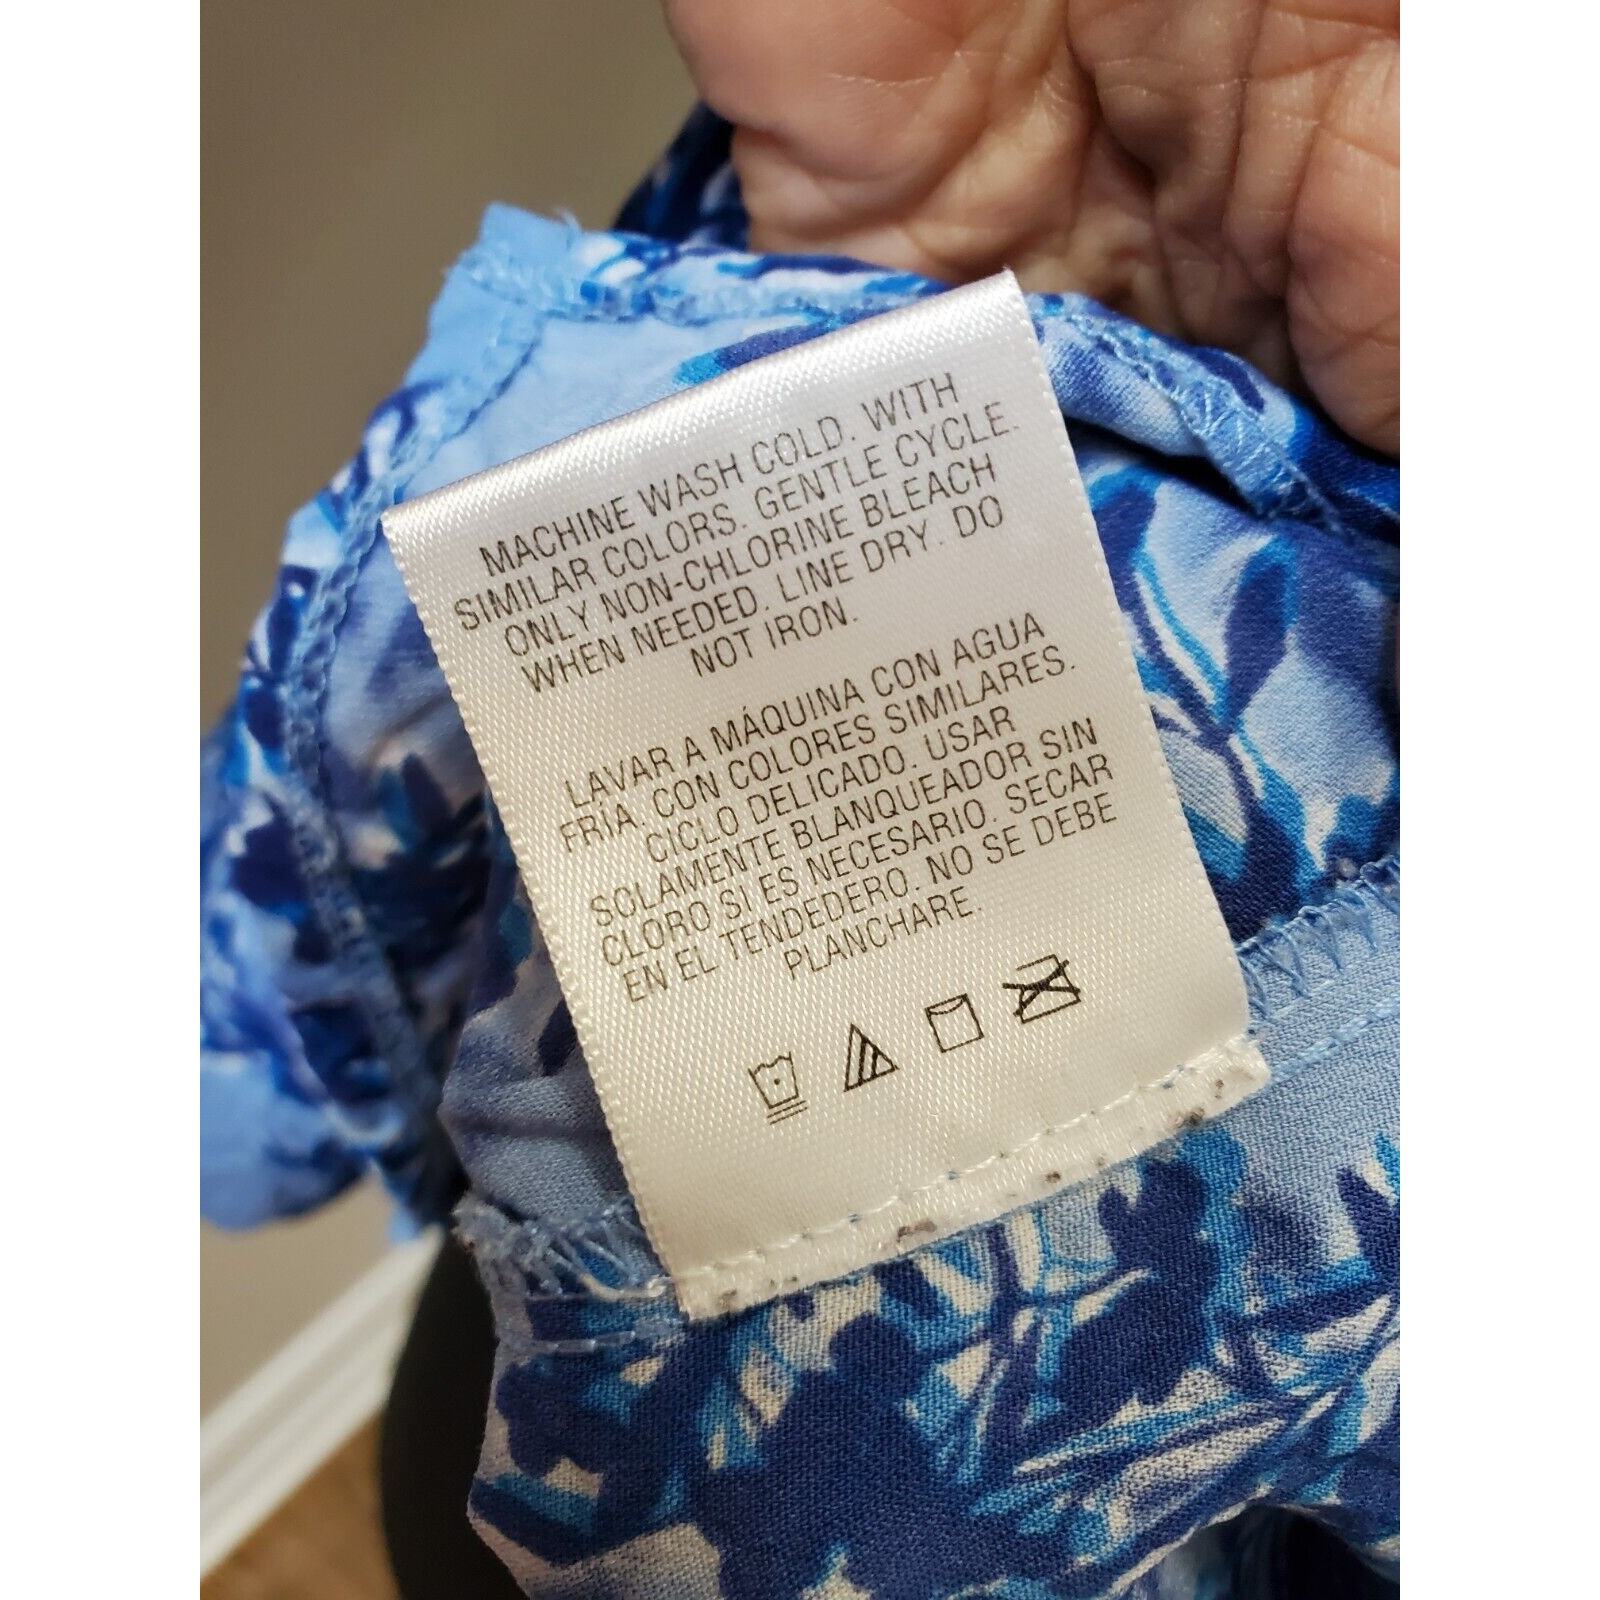 MACHINE WASH COLD. WITH
SIMILAR COLORS. GENTLE CYCLE.
ONLY NON-CHLORINE BLEACH
WHEN NEEDED. LINE DRY. DO
NOT IRON.
LAVAR A MÁQUINA CON AGUA
FRÍA. CON COLORES SIMILARES.
CICLO DELICADO. USAR
SOLAMENTE BLANQUEADOR SIN
CLORO SI ES NECESARIO. SECAR
EN EL TENDEDERO. NO SE DEBE
PLANCHARE.